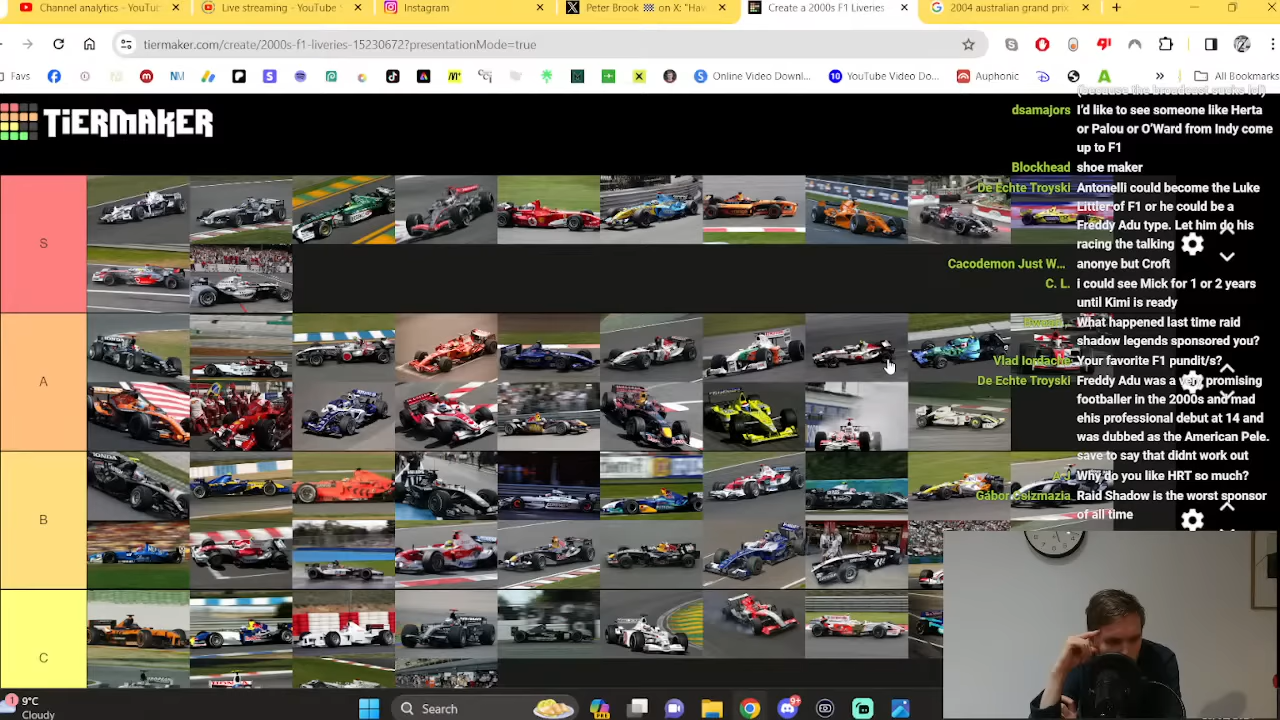 Channel analytics - YouTu
Live streaming - YouTube
Instagram
Peter Brook 🏁 on X: "Hav
Create a 2000s F1 Liveries
2004 australian grand prix
tiermaker.com/create/2000s-f1-liveries-15230672?presentationMode=true
Favs
Online Video Downl...
YouTube Video Do...
Auphonic
All Bookmarks
TiERMAKER
(because the broadcast sucks lol)
dsamajors I'd like to see someone like Herta
or Palou or O'Ward from Indy come
up to F1
Blockhead shoe maker
De Echte Troyski Antonelli could become the Luke
Littler of F1 or he could be a
Freddy Adu type. Let him do his
racing the talking
Cacodemon Just W... anonye but Croft
C. L. i could see Mick for 1 or 2 years
until Kimi is ready
What happened last time raid
shadow legends sponsored you?
Vlad Iordache Your favorite F1 pundit/s?
De Echte Troyski Freddy Adu was a very promising
footballer in the 2000s and mad
ehis professional debut at 14 and
was dubbed as the American Pele.
save to say that didnt work out
A J Why do you like HRT so much?
Gábor Csizmazia Raid Shadow is the worst sponsor
of all time
S
A
B
C
9°C
Cloudy
Search